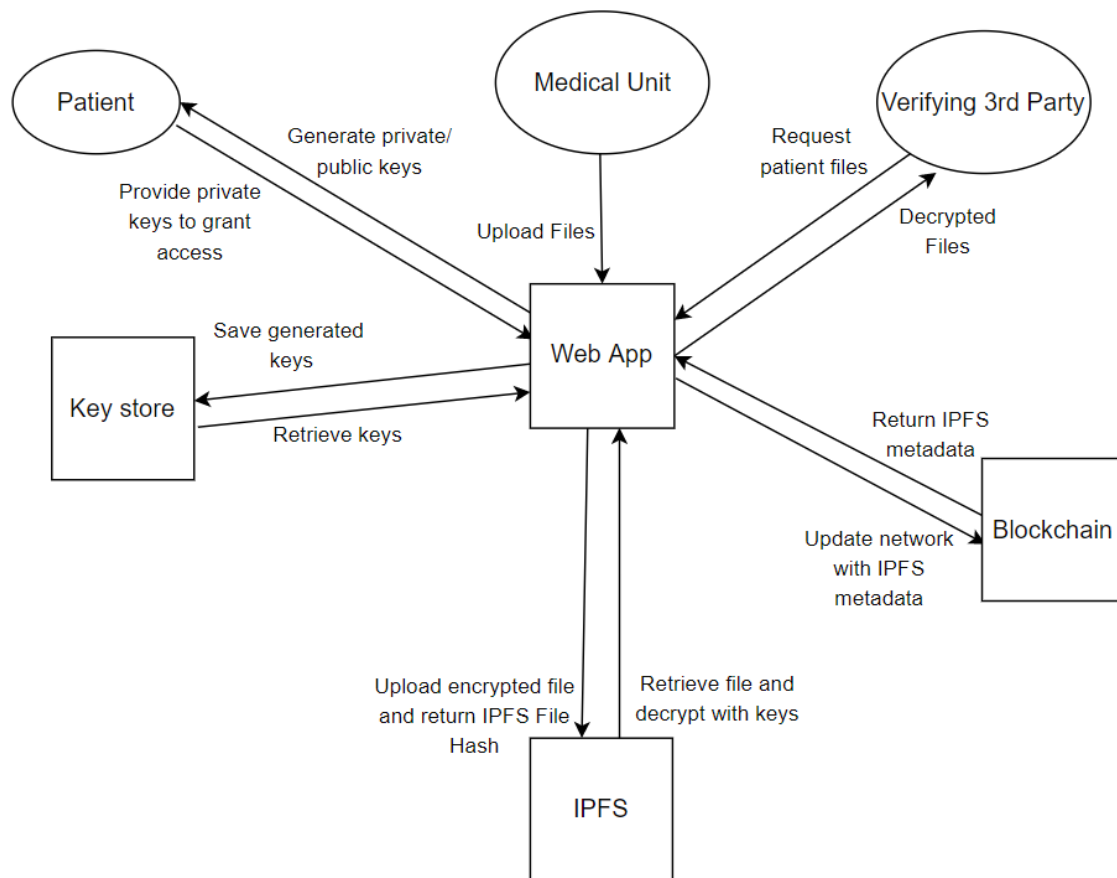 Patient
Medical Unit
Verifying 3rd Party
Generate private/
public keys
Provide private
keys to grant
access
Upload Files
Request
patient files
Decrypted
Files
Web App
Key store
Save generated
keys
Retrieve keys
Return IPFS
metadata
Update network
with IPFS
metadata
Blockchain
Upload encrypted file
and return IPFS File
Hash
Retrieve file and
decrypt with keys
IPFS